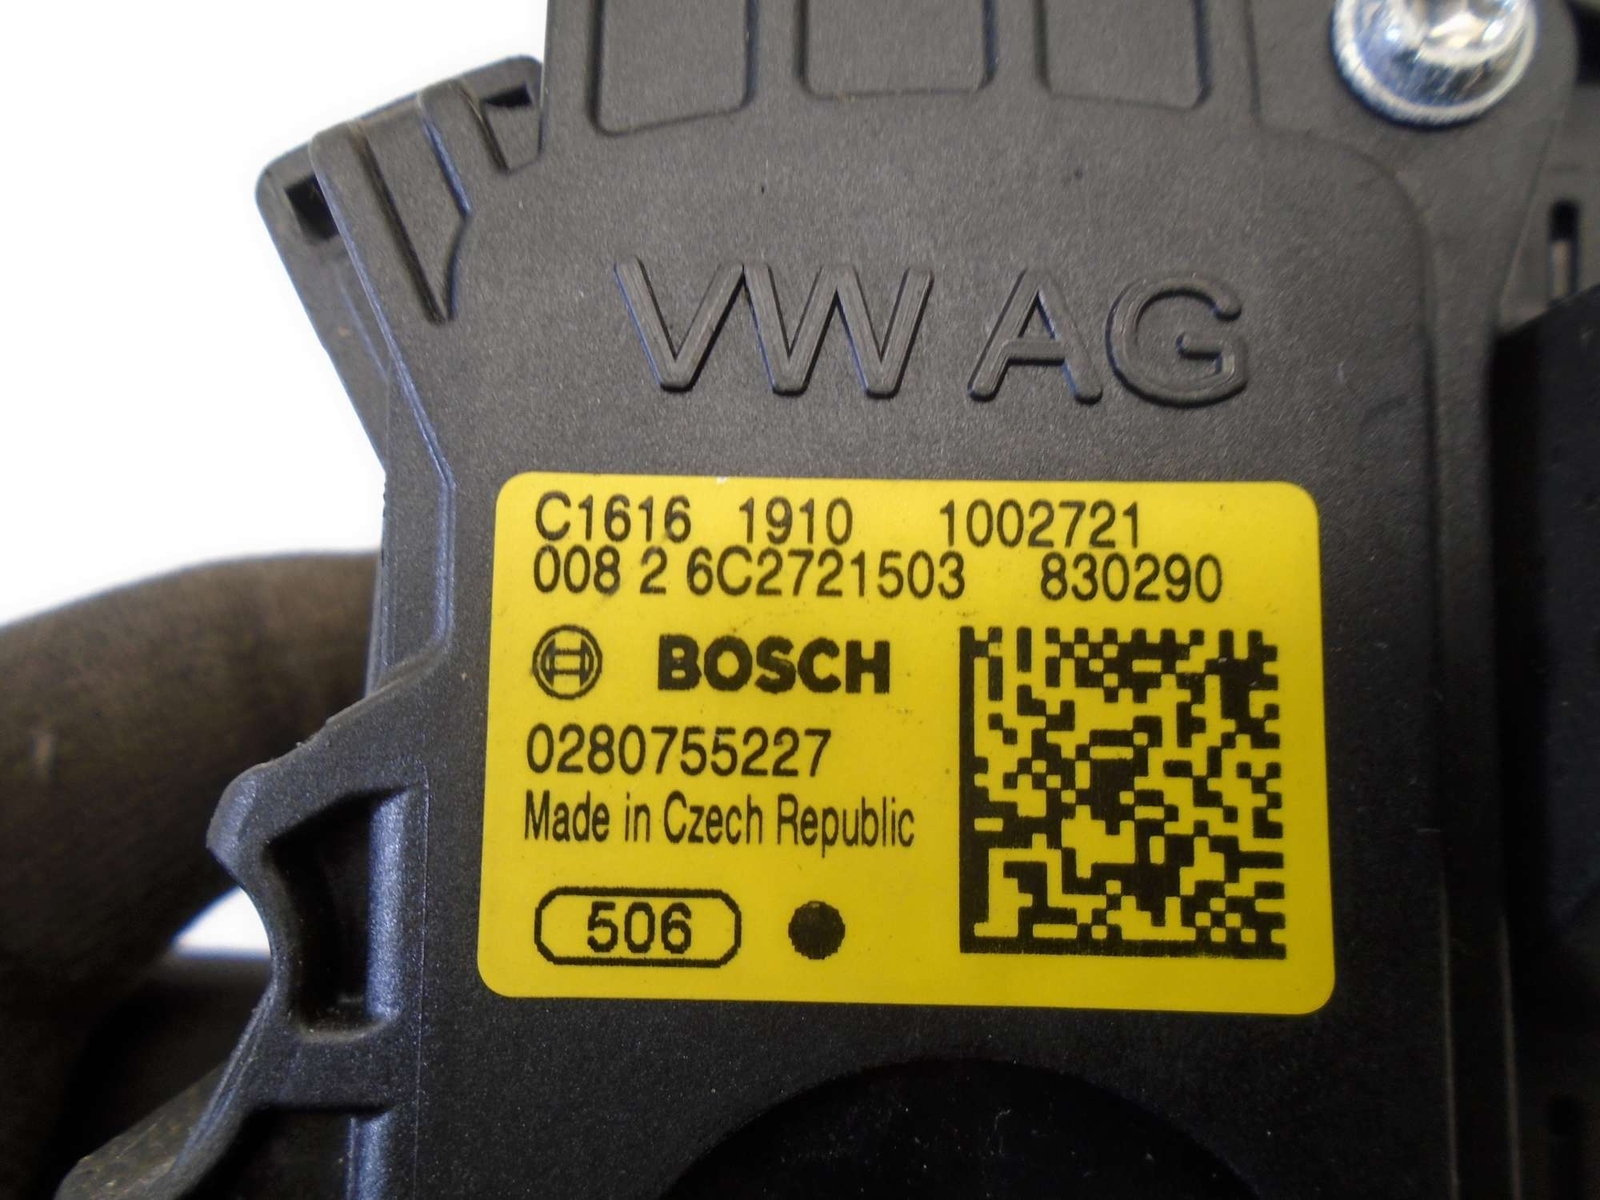 VW AG
C1616 1910 1002721
008 2 6C2721503 830290
BOSCH
0280755227
Made in Czech Republic
506